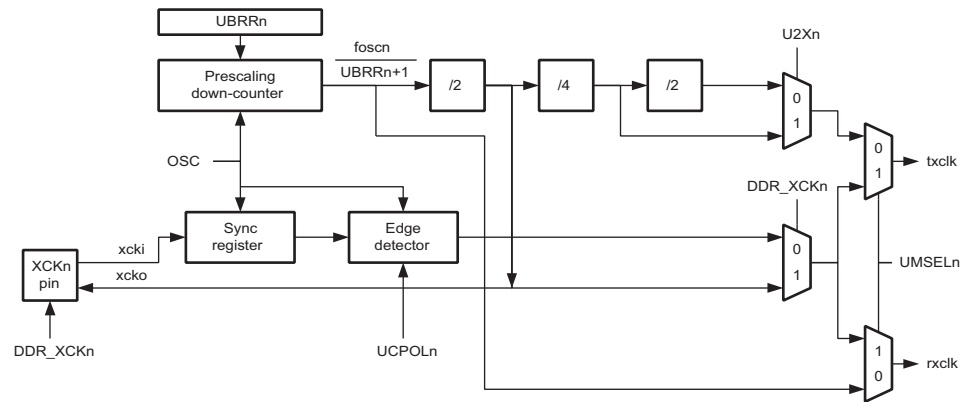 UBRRn
U2Xn
foscn
UBRRn+1
Prescaling
down-counter
/2
/4
/2
0
1
0
1
txclk
OSC
DDR_XCKn
Sync
register
Edge
detector
xcki
XCKn
pin
xcko
0
1
UMSELn
DDR_XCKn
UCPOLn
1
0
rxclk